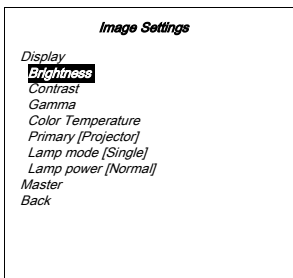 Image Settings
Display
Brightness
Contrast
Gamma
Color Temperature
Primary [Projector]
Lamp mode [Single]
Lamp power [Normal]
Master
Back